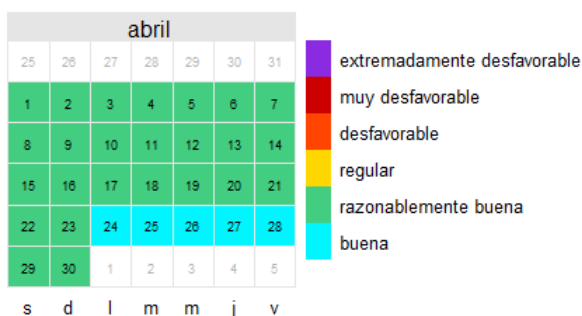 abril
25 26 27 28 29 30 31
1 2 3 4 5 6 7
8 9 10 11 12 13 14
15 16 17 18 19 20 21
22 23 24 25 26 27 28
29 30 1 2 3 4 5
s d l m m j v
extremadamente desfavorable
muy desfavorable
desfavorable
regular
razonablemente buena
buena